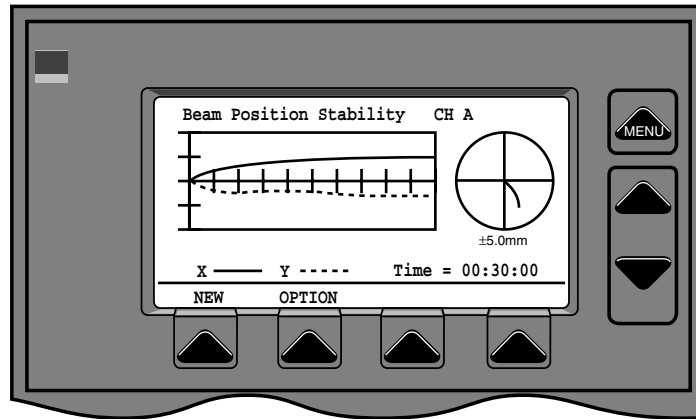 Beam Position Stability CH A
MENU
±5.0mm
X Y Time = 00:30:00
NEW OPTION